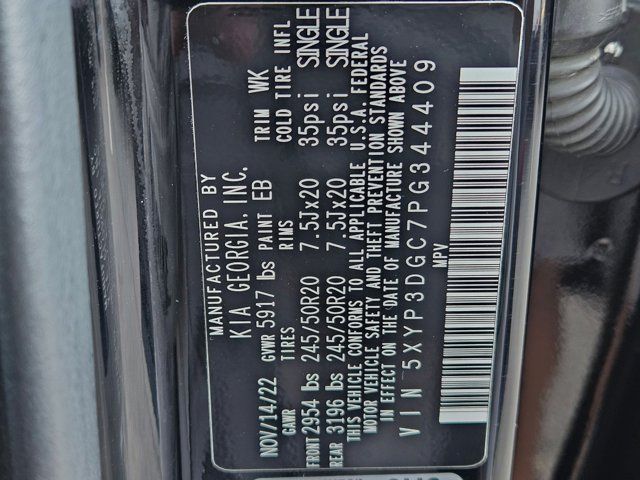 MANUFACTURED BY
KIA GEORGIA, INC.
NOV/14/22 GVWR 5917 lbs PAINT EB TRIM WK
GAWR TIRES RIMS COLD TIRE INFL
FRONT 2954 lbs 245/50R20 7.5Jx20 35psi SINGLE
REAR 3196 lbs 245/50R20 7.5Jx20 35psi SINGLE
THIS VEHICLE CONFORMS TO ALL APPLICABLE U.S.A. FEDERAL
MOTOR VEHICLE SAFETY AND THEFT PREVENTION STANDARDS
IN EFFECT ON THE DATE OF MANUFACTURE SHOWN ABOVE
VIN 5XYP3DGC7PG344409
MPV